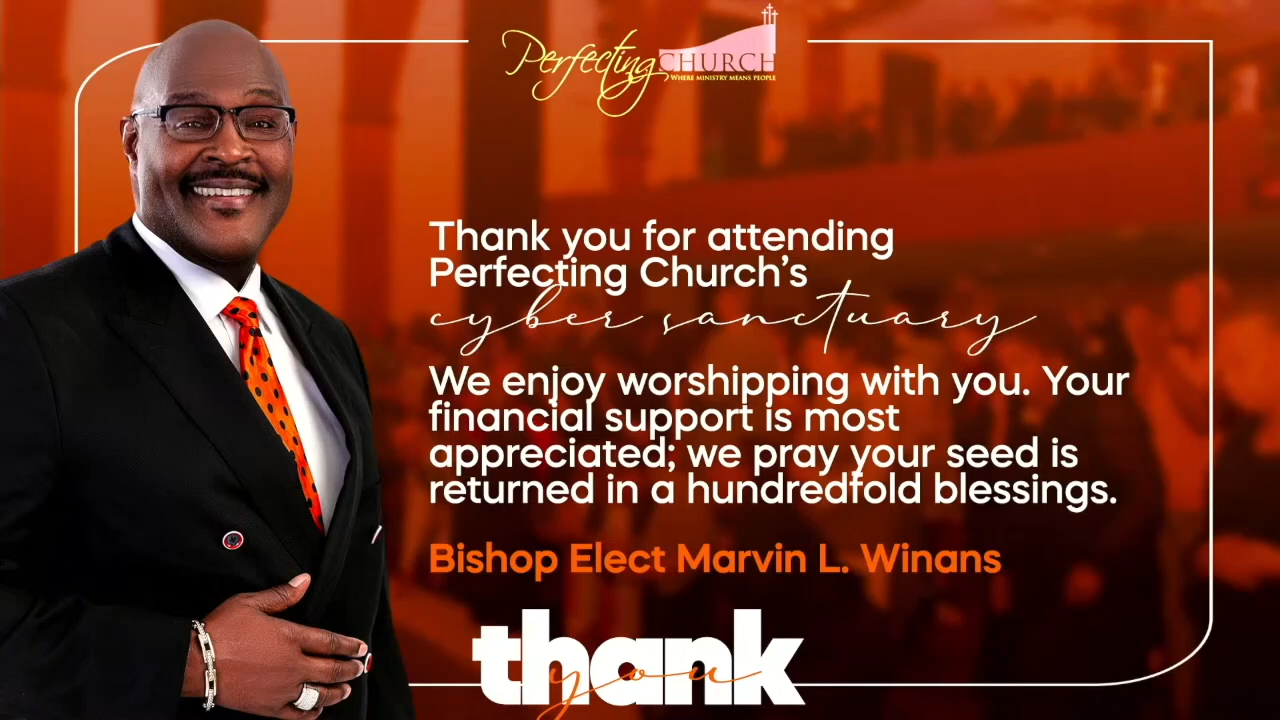 Perfecting CHURCH
WHERE MINISTRY MEANS PEOPLE
Thank you for attending
Perfecting Church’s
cyber sanctuary
We enjoy worshipping with you. Your
financial support is most
appreciated; we pray your seed is
returned in a hundredfold blessings.
Bishop Elect Marvin L. Winans
thank
you